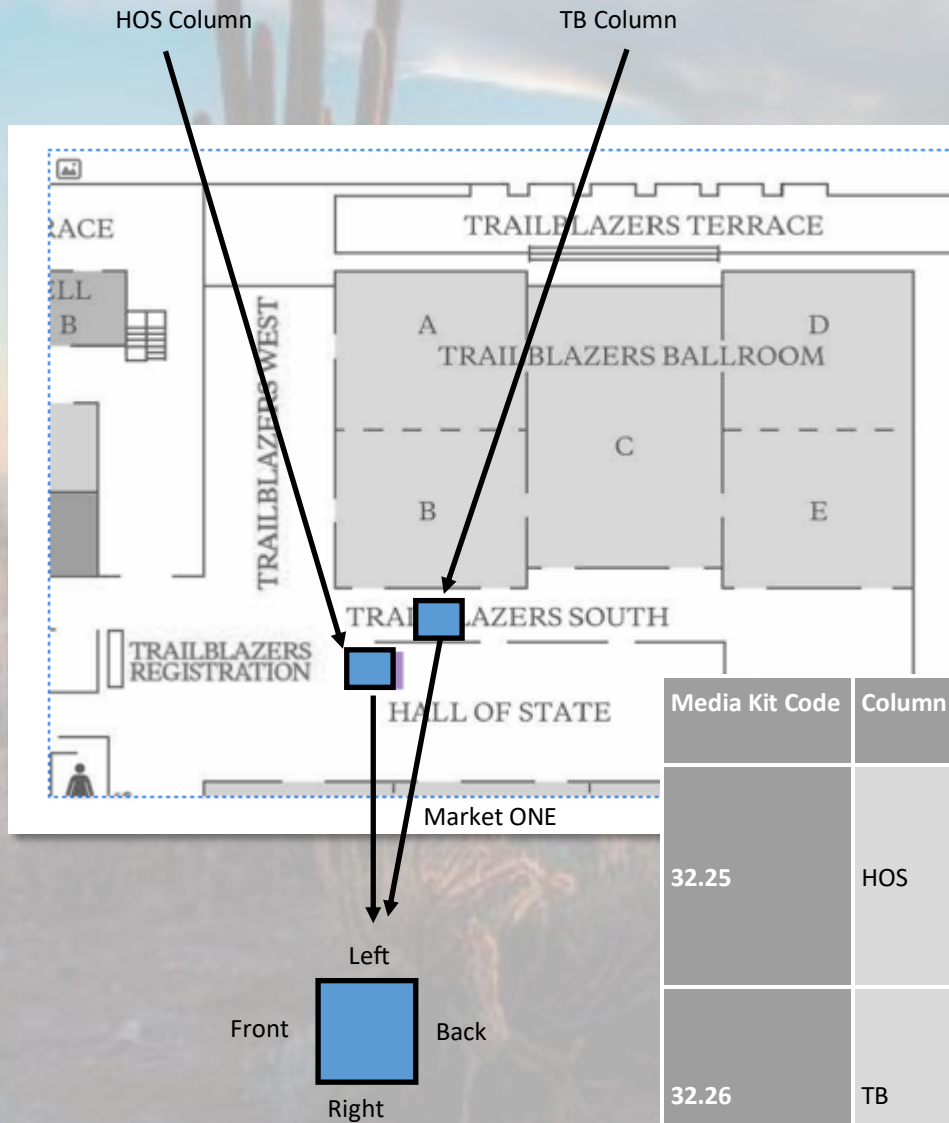 HOS Column
TB Column
RACE
TRAILBLAZERS TERRACE
B
A
D
TRAILBLAZERS WEST
TRAILBLAZERS BALLROOM
C
B
E
TRAILBLAZERS SOUTH
TRAILBLAZERS
REGISTRATION
HALL OF STATE
Market ONE
Media Kit Code
Column
32.25
HOS
32.26
TB
Left
Front
Back
Right